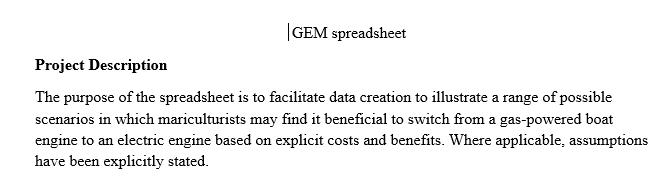 GEM spreadsheet
Project Description
The purpose of the spreadsheet is to facilitate data creation to illustrate a range of possible
scenarios in which mariculturists may find it beneficial to switch from a gas-powered boat
engine to an electric engine based on explicit costs and benefits. Where applicable, assumptions
have been explicitly stated.